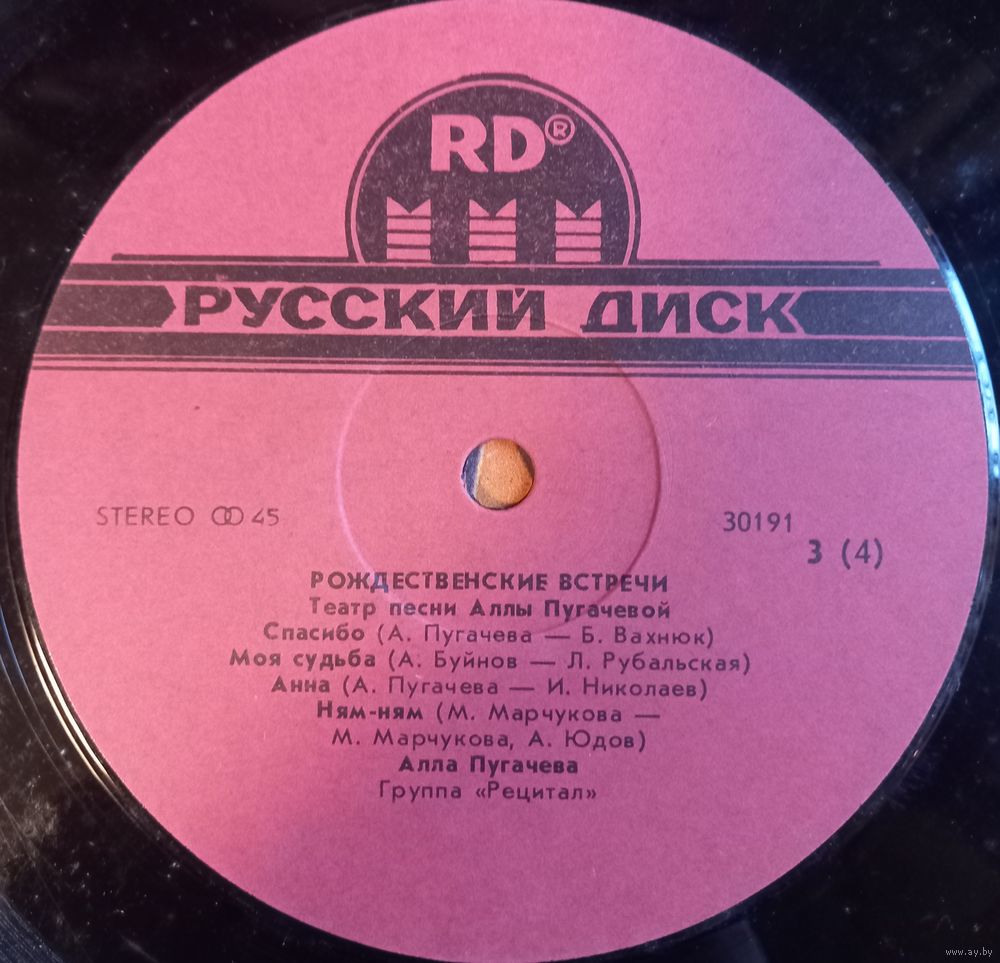 RD®
РУССКИЙ ДИСК
STEREO 45
30191
3 (4)
РОЖДЕСТВЕНСКИЕ ВСТРЕЧИ
Театр песни Аллы Пугачевой
Спасибо (А. Пугачева — Б. Вахнюк)
Моя судьба (А. Буйнов — Л. Рубальская)
Анна (А. Пугачева — И. Николаев)
Ням-ням (М. Марчукова —
М. Марчукова, А. Юдов)
Алла Пугачева
Группа «Рецитал»
www.ay.by